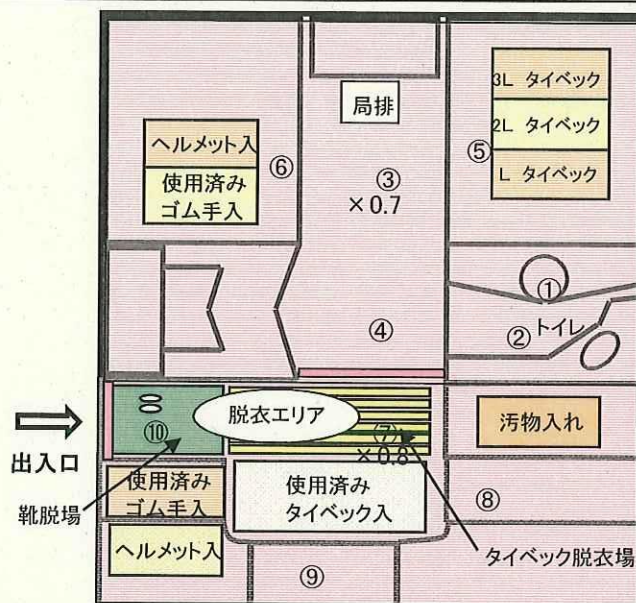 3L タイベック
2L タイベック
L タイベック
⑤
局排
③
×0.7
ヘルメット入
使用済み
ゴム手入
⑥
①
② トイレ
④
出入口
⑩
脱衣エリア
⑦
×0.8
汚物入れ
靴脱場
使用済み
ゴム手入
使用済み
タイベック入
⑧
ヘルメット入
⑨
タイベック脱衣場